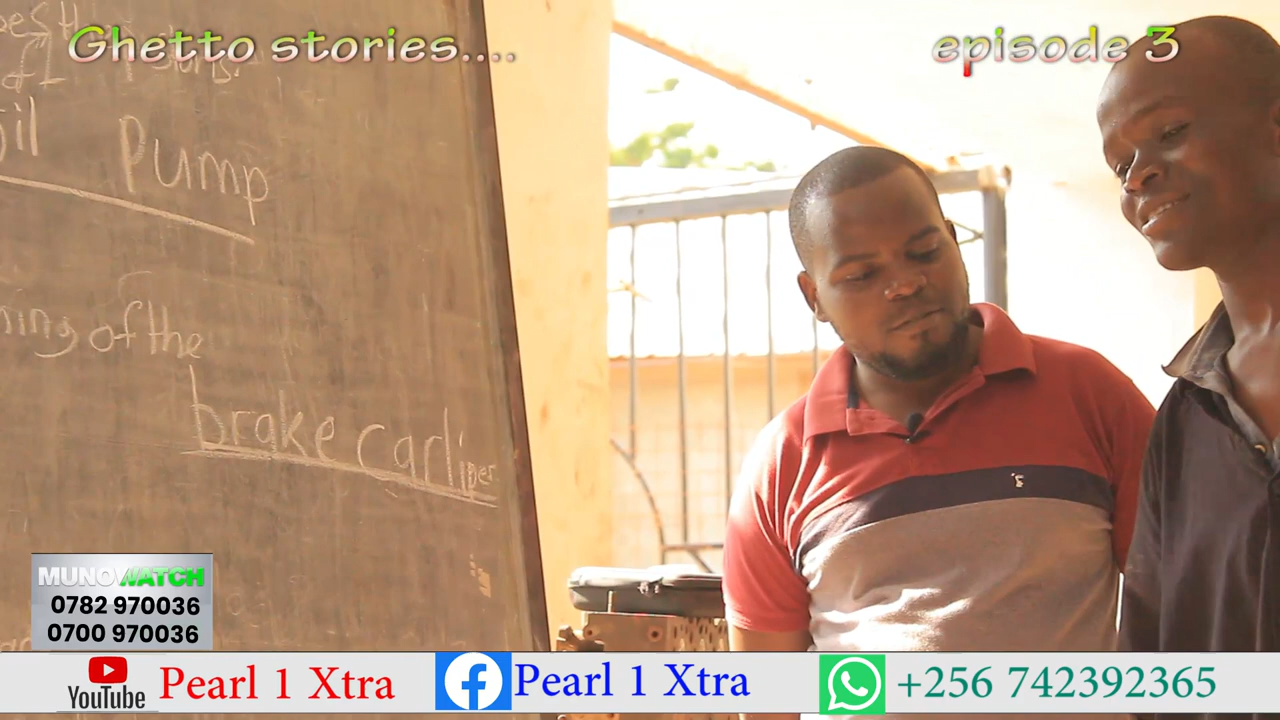 Ghetto stories....
episode 3
Pump
of the
brake carliper
MUNOWATCH
0782 970036
0700 970036
YouTube Pearl 1 Xtra
Pearl 1 Xtra
+256 742392365